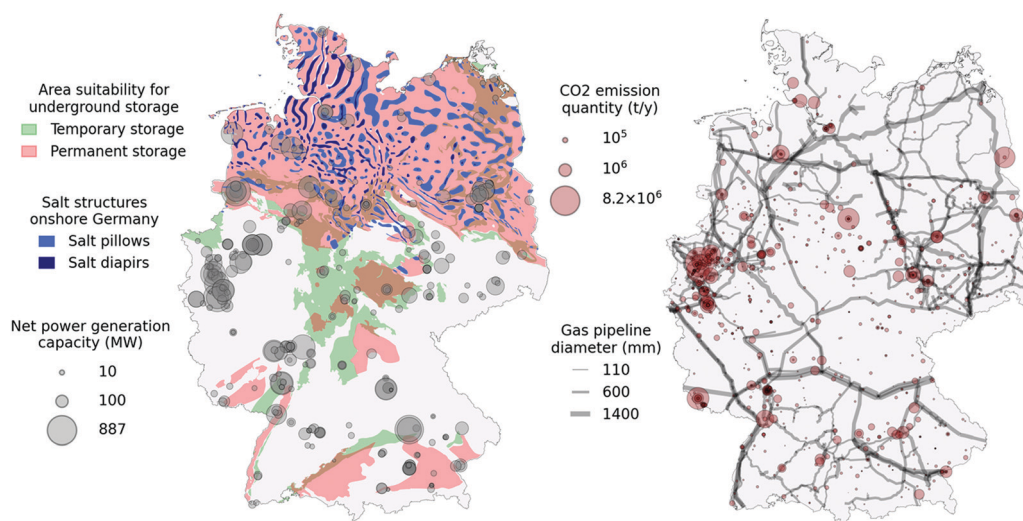 Area suitability for
underground storage
Temporary storage
Permanent storage
Salt structures
onshore Germany
Salt pillows
Salt diapirs
Net power generation
capacity (MW)
10
100
887
CO2 emission
quantity (t/y)
10⁵
10⁶
8.2×10⁶
Gas pipeline
diameter (mm)
110
600
1400